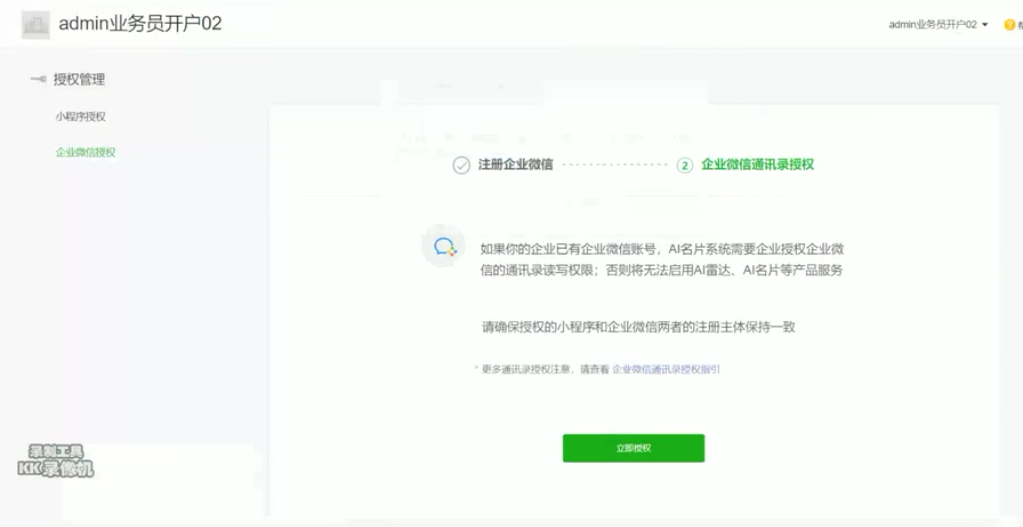 admin业务员开户02
admin业务员开户02
授权管理
小程序授权
企业微信授权
注册企业微信
2 企业微信通讯录授权
如果你的企业已有企业微信账号，AI名片系统需要企业授权企业微
信的通讯录读写权限；否则将无法启用AI雷达、AI名片等产品服务
请确保授权的小程序和企业微信两者的注册主体保持一致
* 更多通讯录授权注意，请查看 企业微信通讯录授权指引
立即授权
录制工具
KK录像机